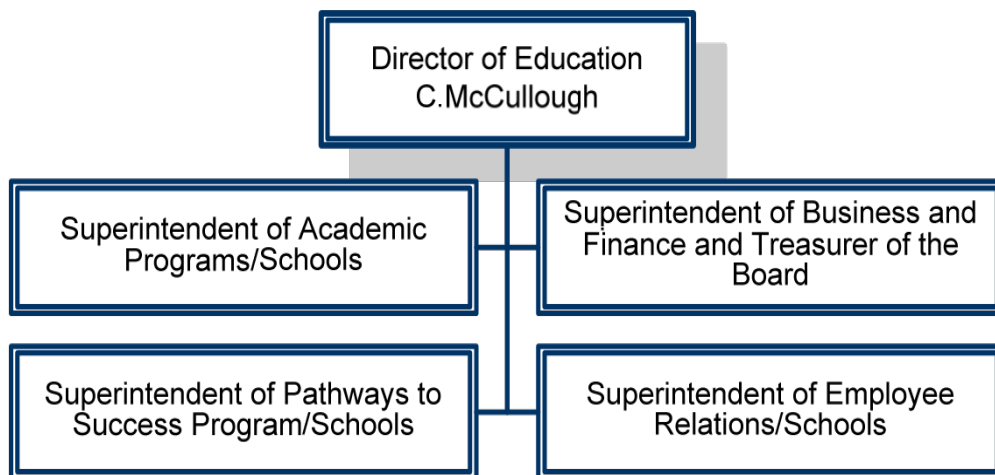 Director of Education
C.McCullough
Superintendent of Academic
Programs/Schools
Superintendent of Business and
Finance and Treasurer of the
Board
Superintendent of Pathways to
Success Program/Schools
Superintendent of Employee
Relations/Schools